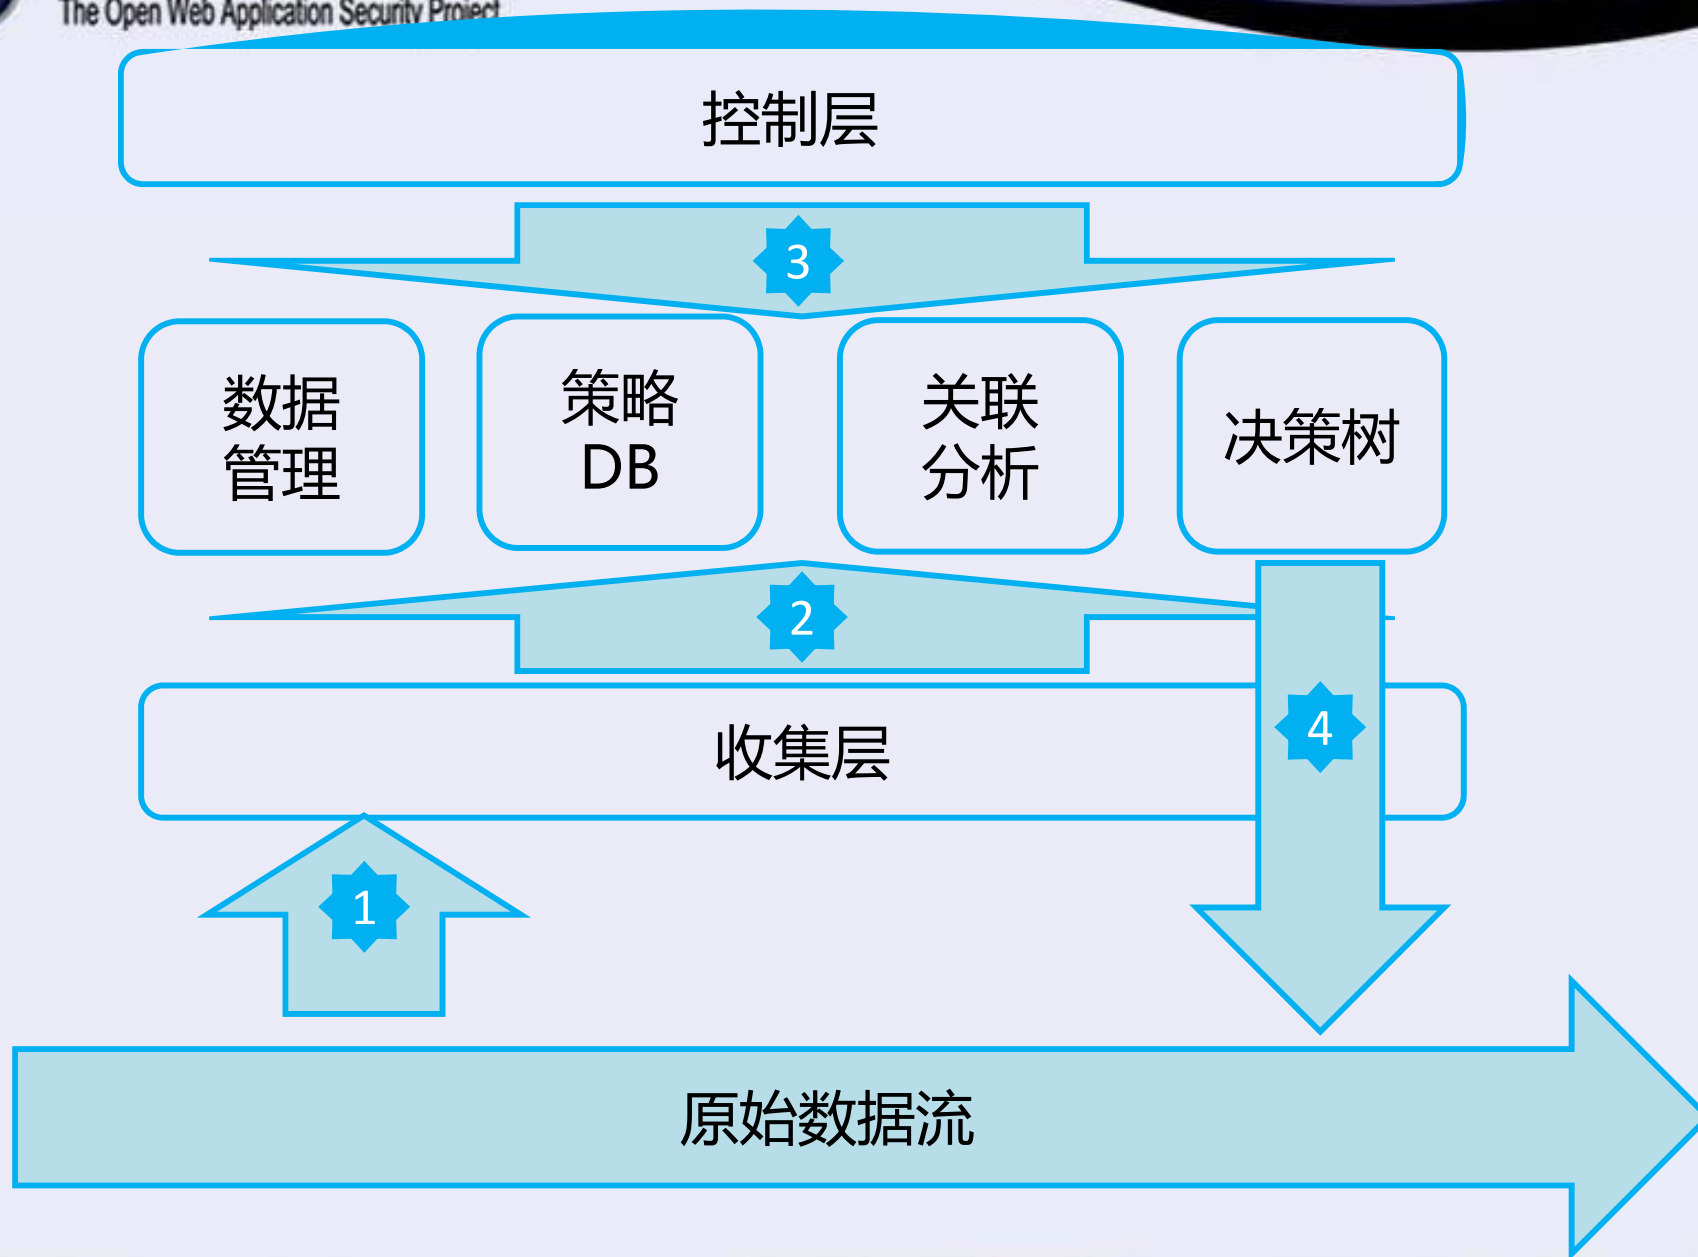 The Open Web Application Security Project
控制层
3
数据
管理
策略
DB
关联
分析
决策树
2
收集层
4
1
原始数据流